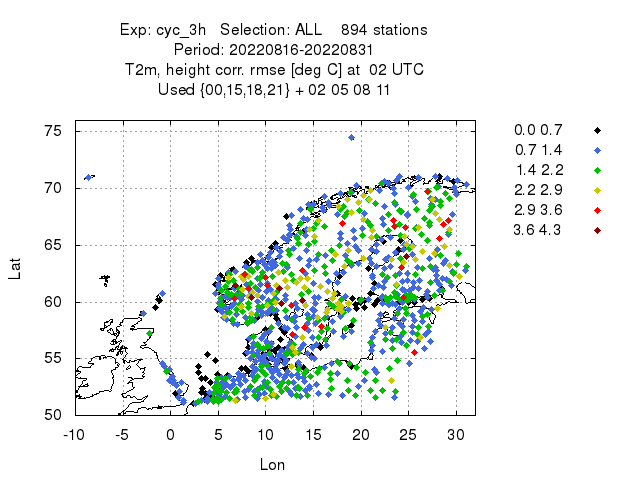 Exp: cyc_3h Selection: ALL 894 stations
Period: 20220816-20220831
T2m, height corr. rmse [deg C] at 02 UTC
Used {00,15,18,21} + 02 05 08 11
75
70
65
60
55
50
Lat
-10 -5 0 5 10 15 20 25 30
Lon
0.0 0.7
0.7 1.4
1.4 2.2
2.2 2.9
2.9 3.6
3.6 4.3